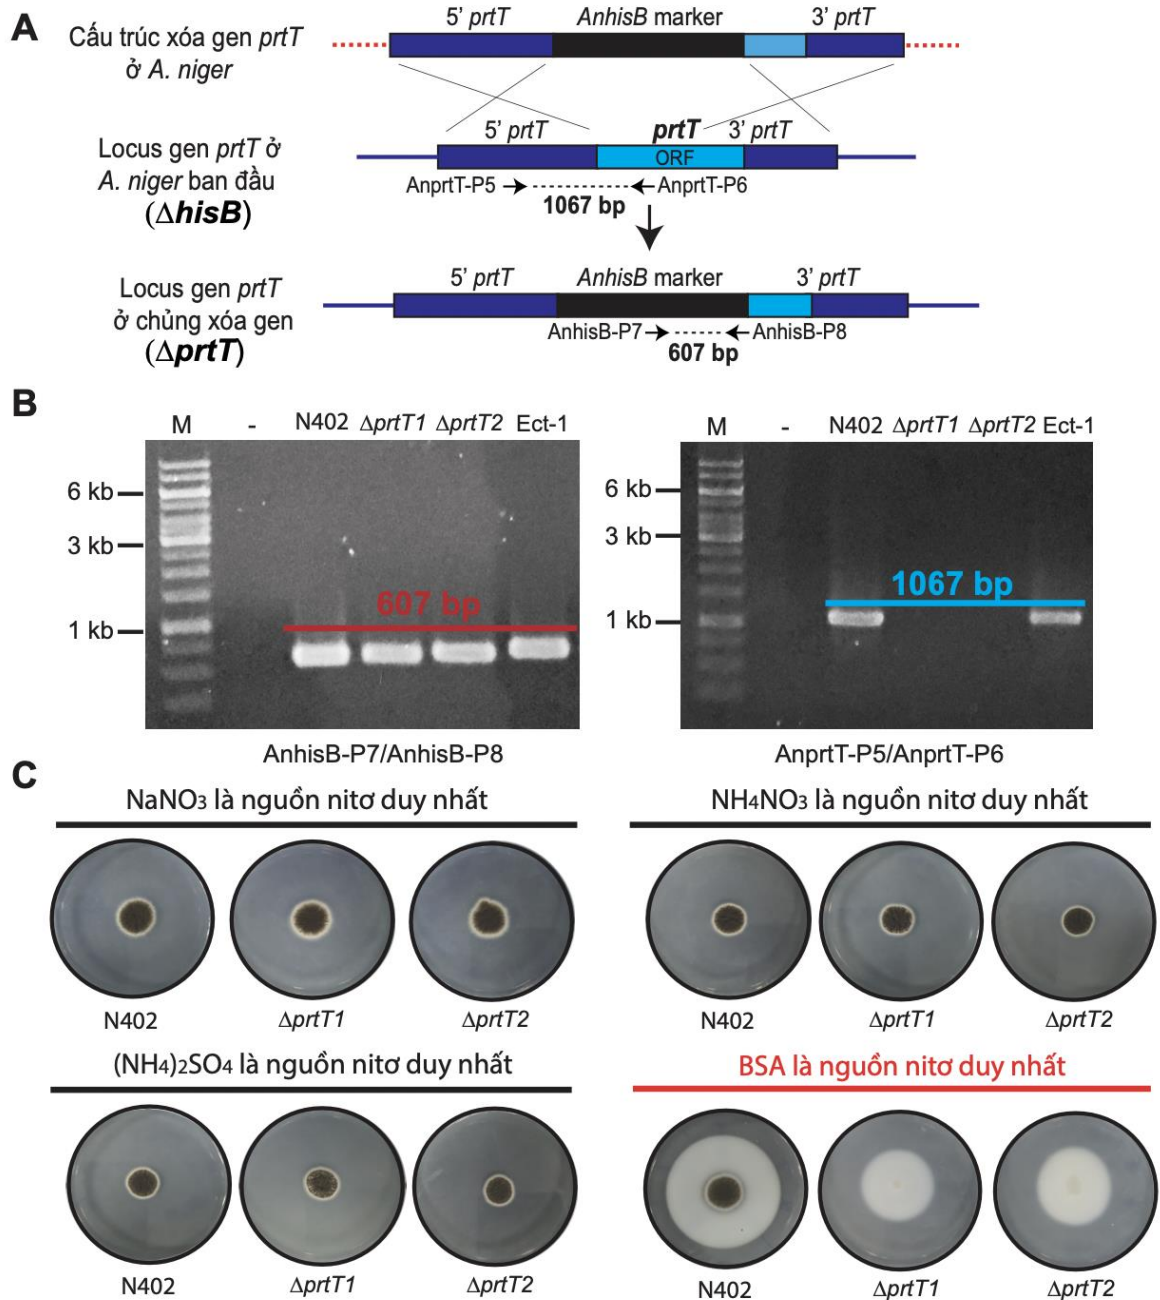 A
5’ prtT AnhisB marker 3’ prtT
Cấu trúc xóa gen prtT
ở A. niger
5’ prtT prtT 3’ prtT
Locus gen prtT ở
A. niger ban đầu
(ΔhisB)
ORF
AnprtT-P5 AnprtT-P6
1067 bp
5’ prtT AnhisB marker 3’ prtT
Locus gen prtT
ở chủng xóa gen
(ΔprtT)
AnhisB-P7 AnhisB-P8
607 bp
B
M - N402 ΔprtT1 ΔprtT2 Ect-1
6 kb
3 kb
1 kb
607 bp
AnhisB-P7/AnhisB-P8
M - N402 ΔprtT1 ΔprtT2 Ect-1
6 kb
3 kb
1 kb
1067 bp
AnprtT-P5/AnprtT-P6
C
NaNO3 là nguồn nitơ duy nhất
N402 ΔprtT1 ΔprtT2
NH4NO3 là nguồn nitơ duy nhất
N402 ΔprtT1 ΔprtT2
(NH4)2SO4 là nguồn nitơ duy nhất
N402 ΔprtT1 ΔprtT2
BSA là nguồn nitơ duy nhất
N402 ΔprtT1 ΔprtT2